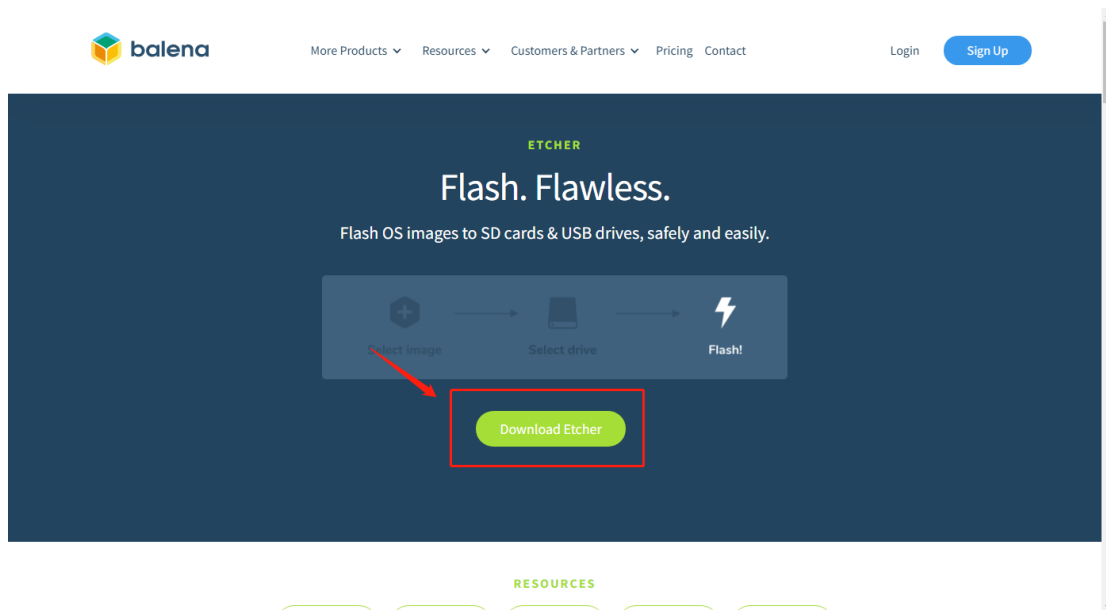 balena
More Products Resources Customers & Partners Pricing Contact Login Sign Up
ETCHER
Flash. Flawless.
Flash OS images to SD cards & USB drives, safely and easily.
Select image Select drive Flash!
Download Etcher
RESOURCES